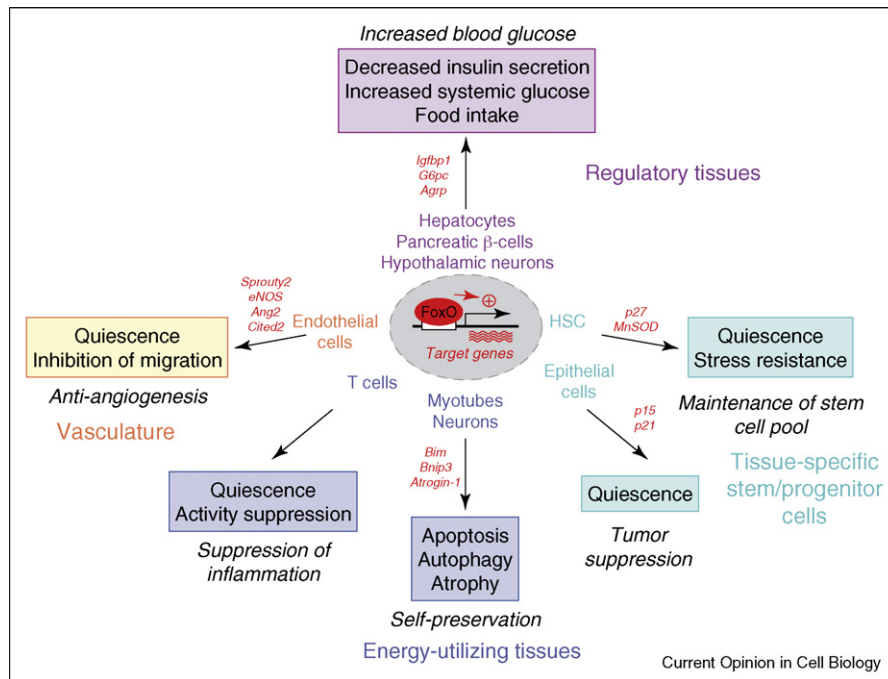 Increased blood glucose
Decreased insulin secretion
Increased systemic glucose
Food intake
Igfbp1
G6pc
Agrp
Regulatory tissues
Hepatocytes
Pancreatic β-cells
Hypothalamic neurons
Sprouty2
eNOS
Ang2
Cited2
Endothelial
cells
Quiescence
Inhibition of migration
Anti-angiogenesis
Vasculature
FoxO
+
Target genes
HSC
p27
MnSOD
Quiescence
Stress resistance
Maintenance of stem
cell pool
Tissue-specific
stem/progenitor
cells
Epithelial
cells
p15
p21
Quiescence
Tumor
suppression
T cells
Quiescence
Activity suppression
Suppression of
inflammation
Myotubes
Neurons
Bim
Bnip3
Atrogin-1
Apoptosis
Autophagy
Atrophy
Self-preservation
Energy-utilizing tissues
Current Opinion in Cell Biology